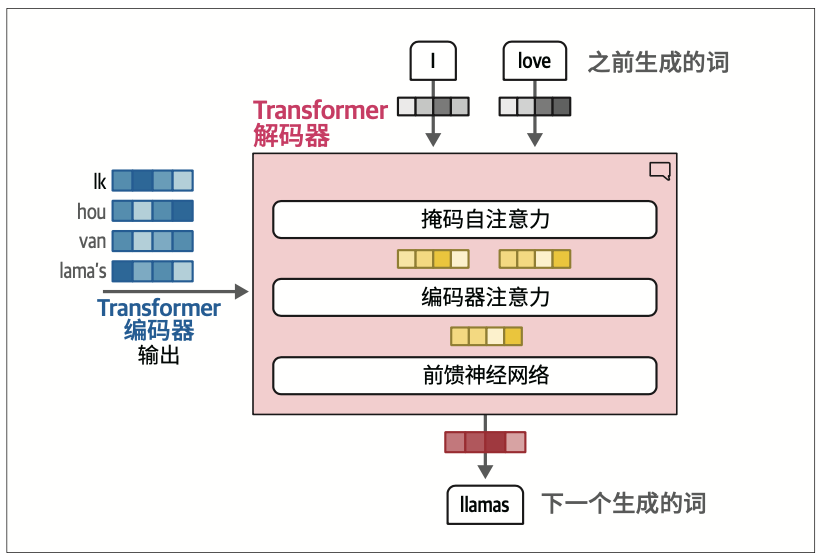 I
love
之前生成的词
Transformer
解码器
Ik
hou
van
lama's
Transformer
编码器
输出
掩码自注意力
编码器注意力
前馈神经网络
llamas
下一个生成的词